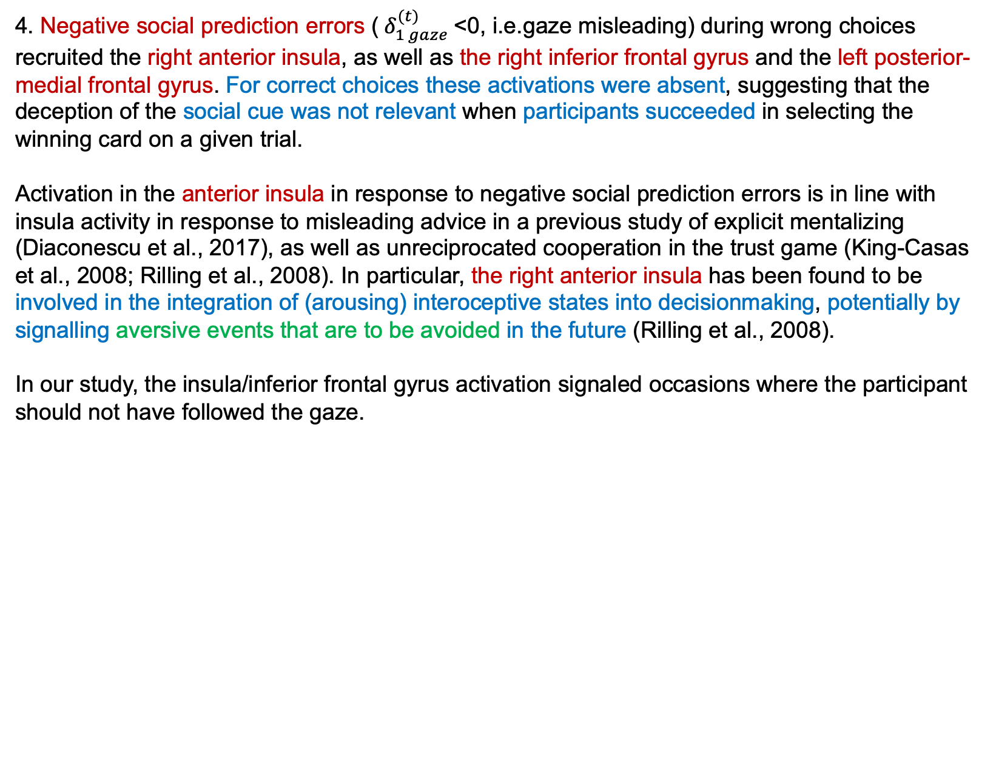 4. Negative social prediction errors ( δ₁ gaze⁽ᵗ⁾ <0, i.e.gaze misleading) during wrong choices
recruited the right anterior insula, as well as the right inferior frontal gyrus and the left posterior-
medial frontal gyrus. For correct choices these activations were absent, suggesting that the
deception of the social cue was not relevant when participants succeeded in selecting the
winning card on a given trial.
Activation in the anterior insula in response to negative social prediction errors is in line with
insula activity in response to misleading advice in a previous study of explicit mentalizing
(Diaconescu et al., 2017), as well as unreciprocated cooperation in the trust game (King-Casas
et al., 2008; Rilling et al., 2008). In particular, the right anterior insula has been found to be
involved in the integration of (arousing) interoceptive states into decisionmaking, potentially by
signalling aversive events that are to be avoided in the future (Rilling et al., 2008).
In our study, the insula/inferior frontal gyrus activation signaled occasions where the participant
should not have followed the gaze.